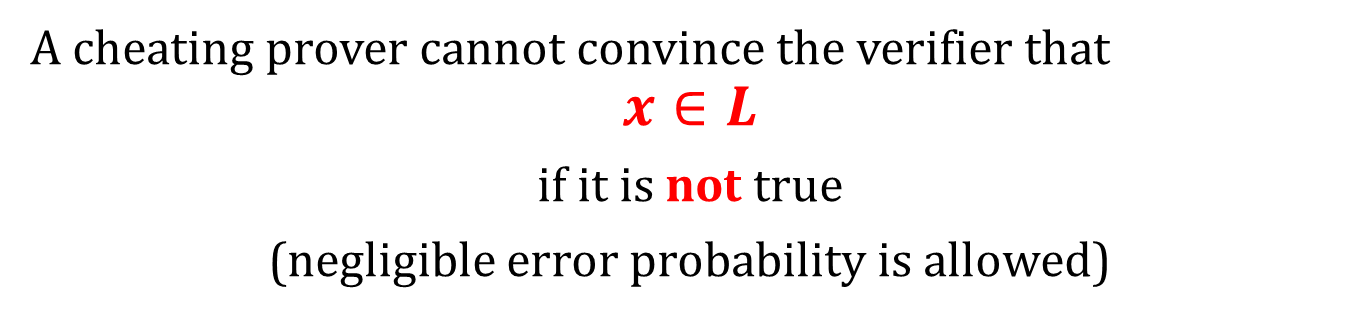 A cheating prover cannot convince the verifier that
x ∈ L
if it is not true
(negligible error probability is allowed)